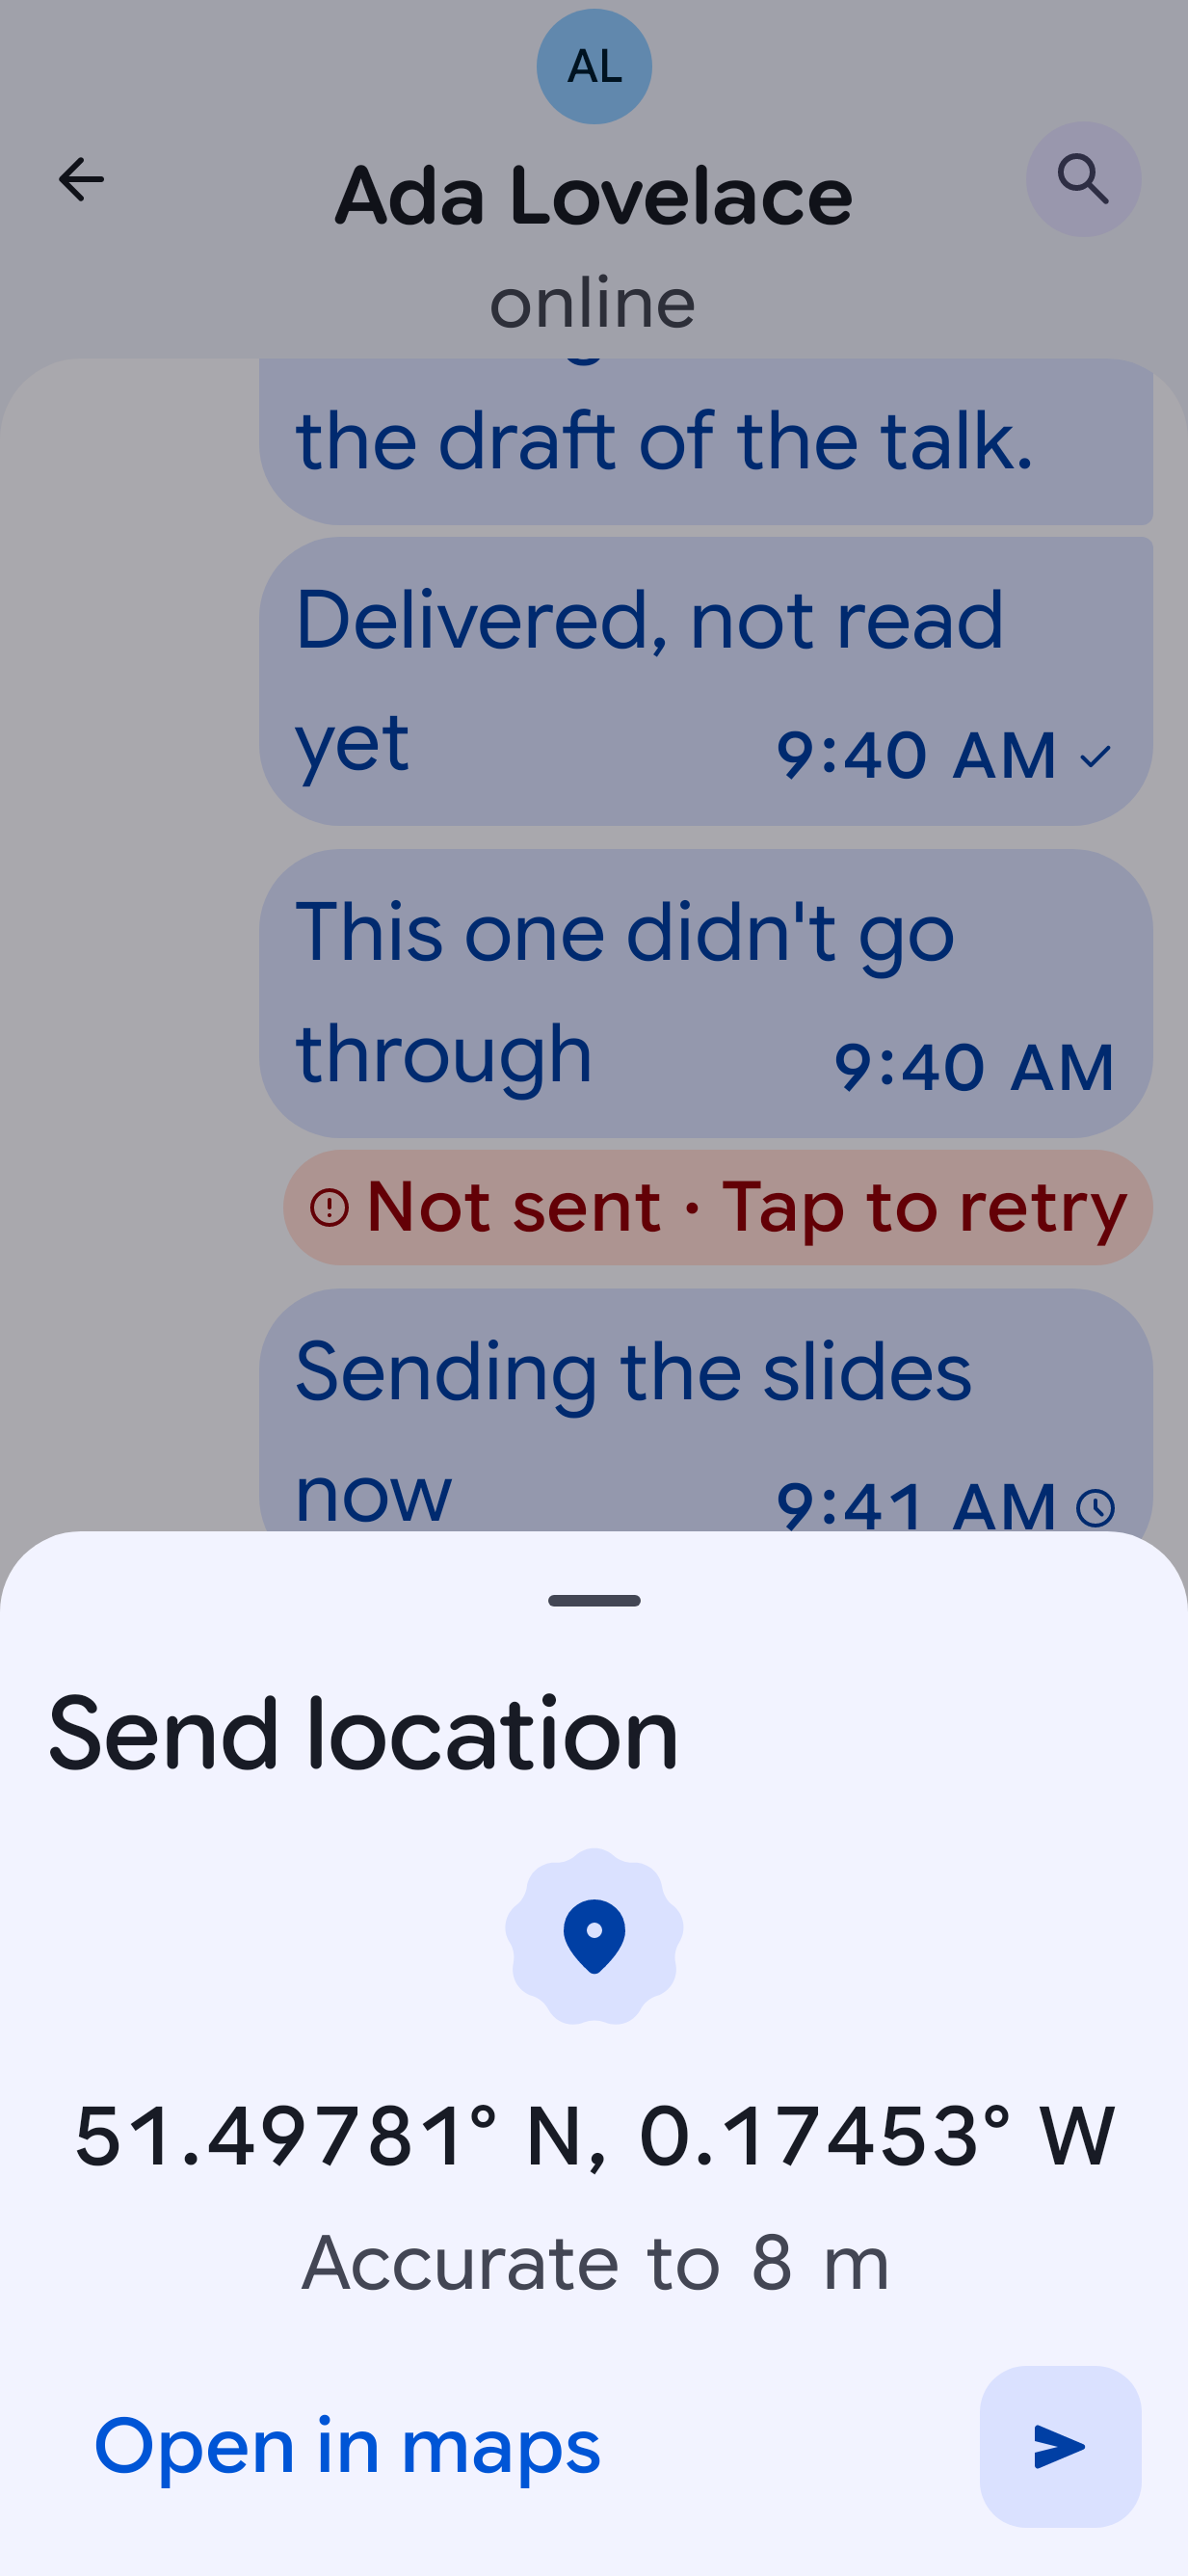 AL
Ada Lovelace
online
the draft of the talk.
Delivered, not read
yet 9:40 AM
This one didn't go
through 9:40 AM
Not sent · Tap to retry
Sending the slides
now 9:41 AM
Send location
51.49781° N, 0.17453° W
Accurate to 8 m
Open in maps